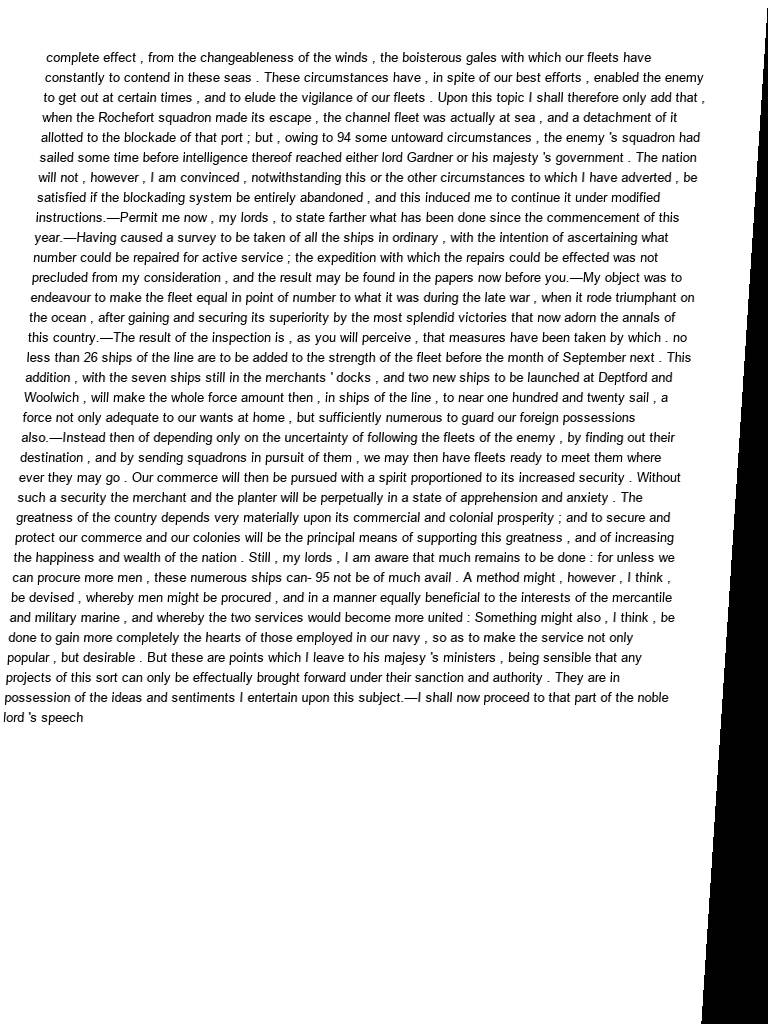 complete effect , from the changeableness of the winds , the boisterous gales with which our fleets have
constantly to contend in these seas . These circumstances have , in spite of our best efforts , enabled the enemy
to get out at certain times , and to elude the vigilance of our fleets . Upon this topic I shall therefore only add that ,
when the Rochefort squadron made its escape , the channel fleet was actually at sea , and a detachment of it
allotted to the blockade of that port ; but , owing to 94 some untoward circumstances , the enemy 's squadron had
sailed some time before intelligence thereof reached either lord Gardner or his majesty 's government . The nation
will not , however , I am convinced , notwithstanding this or the other circumstances to which I have adverted , be
satisfied if the blockading system be entirely abandoned , and this induced me to continue it under modified
instructions.—Permit me now , my lords , to state farther what has been done since the commencement of this
year.—Having caused a survey to be taken of all the ships in ordinary , with the intention of ascertaining what
number could be repaired for active service ; the expedition with which the repairs could be effected was not
precluded from my consideration , and the result may be found in the papers now before you.—My object was to
endeavour to make the fleet equal in point of number to what it was during the late war , when it rode triumphant on
the ocean , after gaining and securing its superiority by the most splendid victories that now adorn the annals of
this country.—The result of the inspection is , as you will perceive , that measures have been taken by which . no
less than 26 ships of the line are to be added to the strength of the fleet before the month of September next . This
addition , with the seven ships still in the merchants ' docks , and two new ships to be launched at Deptford and
Woolwich , will make the whole force amount then , in ships of the line , to near one hundred and twenty sail , a
force not only adequate to our wants at home , but sufficiently numerous to guard our foreign possessions
also.—Instead then of depending only on the uncertainty of following the fleets of the enemy , by finding out their
destination , and by sending squadrons in pursuit of them , we may then have fleets ready to meet them where
ever they may go . Our commerce will then be pursued with a spirit proportioned to its increased security . Without
such a security the merchant and the planter will be perpetually in a state of apprehension and anxiety . The
greatness of the country depends very materially upon its commercial and colonial prosperity ; and to secure and
protect our commerce and our colonies will be the principal means of supporting this greatness , and of increasing
the happiness and wealth of the nation . Still , my lords , I am aware that much remains to be done : for unless we
can procure more men , these numerous ships can- 95 not be of much avail . A method might , however , I think ,
be devised , whereby men might be procured , and in a manner equally beneficial to the interests of the mercantile
and military marine , and whereby the two services would become more united : Something might also , I think , be
done to gain more completely the hearts of those employed in our navy , so as to make the service not only
popular , but desirable . But these are points which I leave to his majesy 's ministers , being sensible that any
projects of this sort can only be effectually brought forward under their sanction and authority . They are in
possession of the ideas and sentiments I entertain upon this subject.—I shall now proceed to that part of the noble
lord 's speech